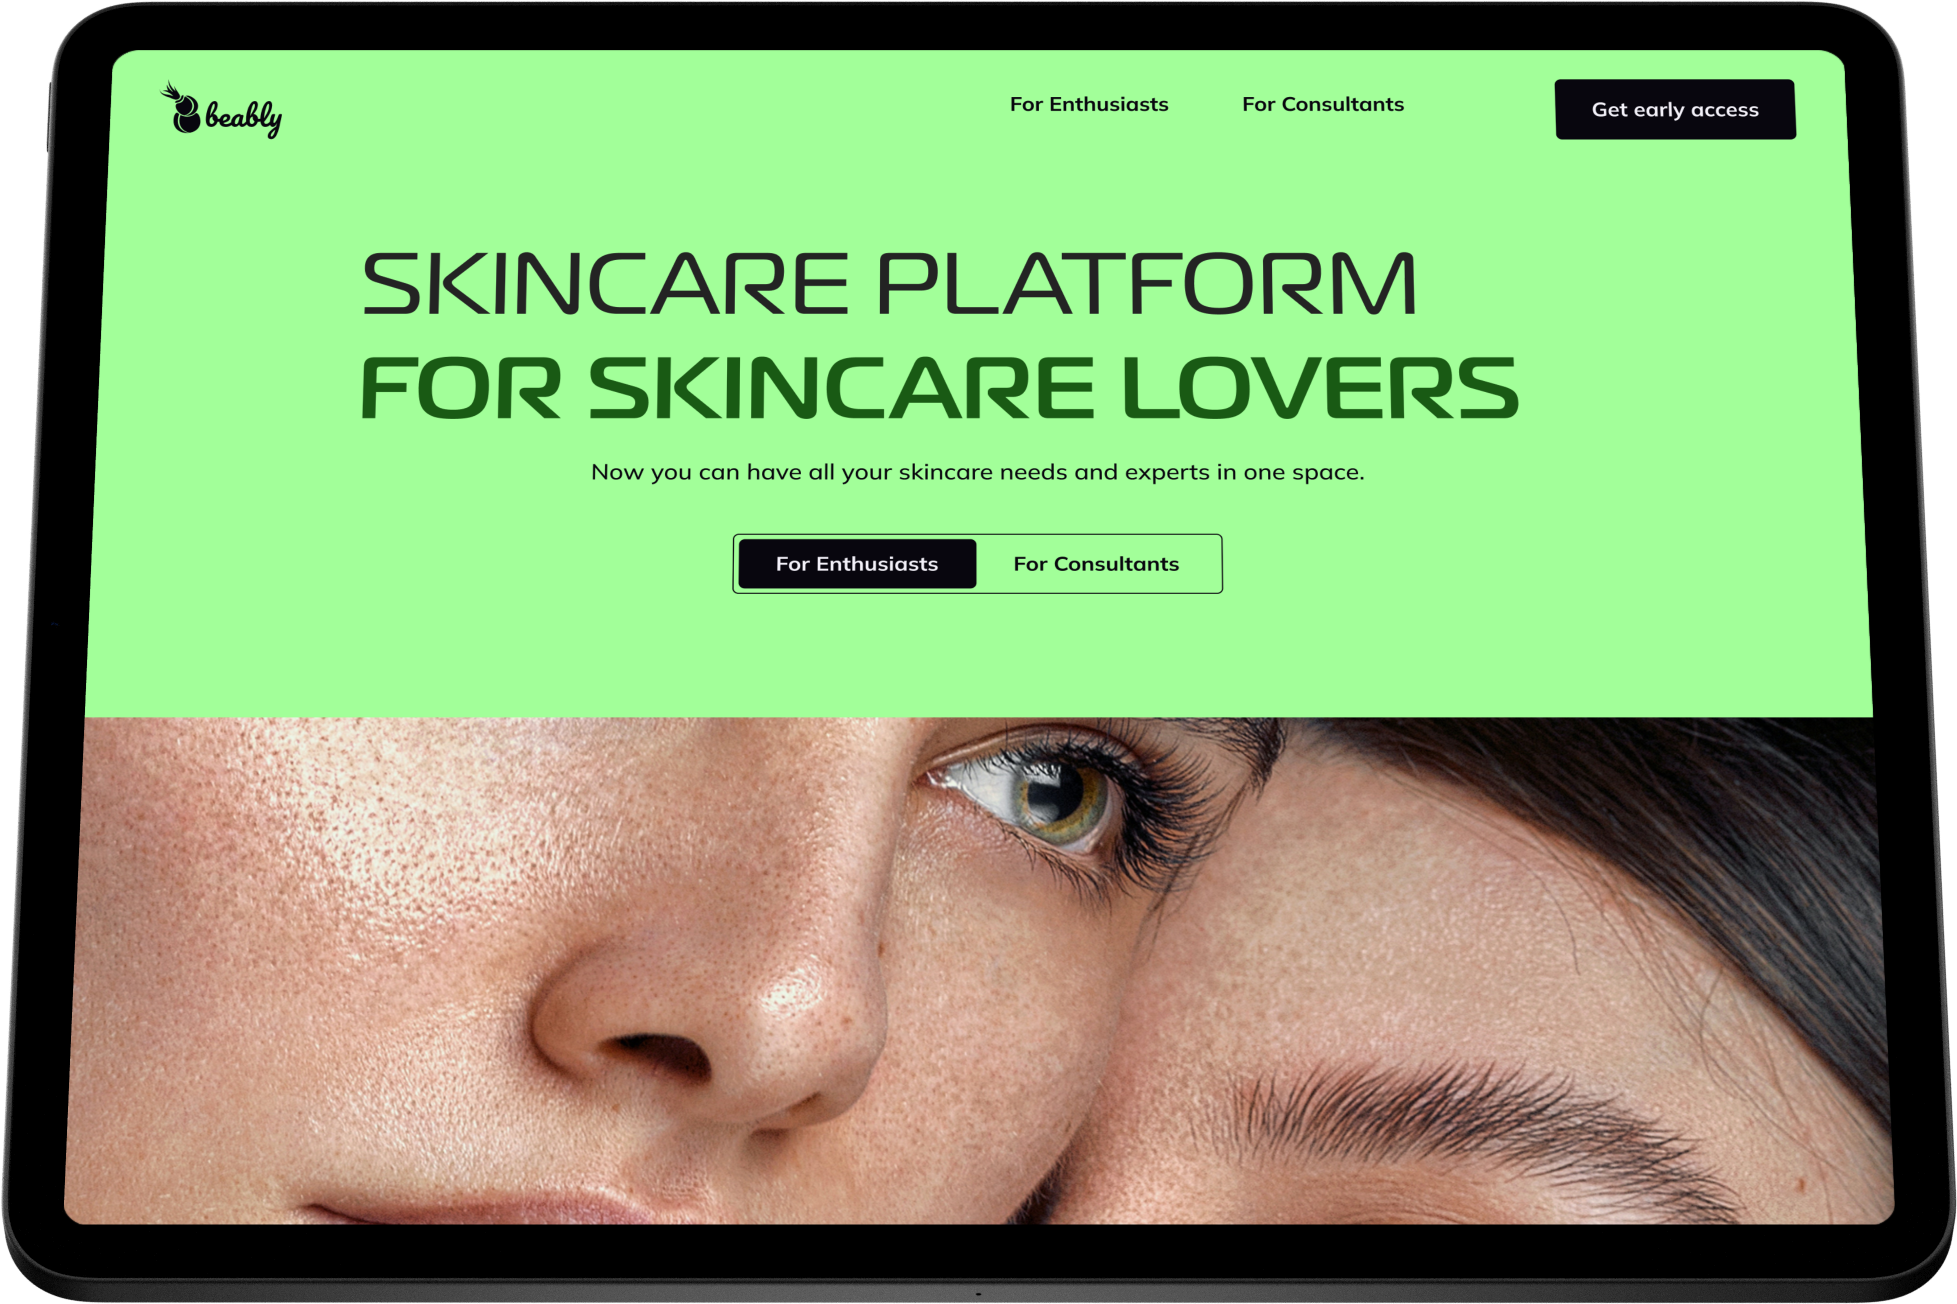 beably
For Enthusiasts
For Consultants
Get early access
SKINCARE PLATFORM
FOR SKINCARE LOVERS
Now you can have all your skincare needs and experts in one space.
For Enthusiasts
For Consultants